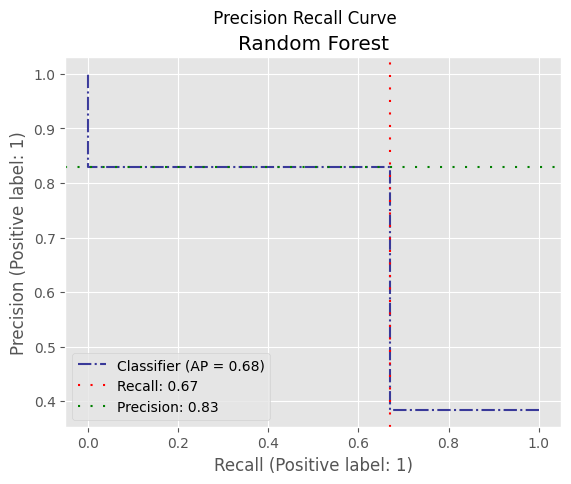 Precision Recall Curve
Random Forest
Precision (Positive label: 1)
1.0
0.9
0.8
0.7
0.6
0.5
0.4
Classifier (AP = 0.68)
Recall: 0.67
Precision: 0.83
0.0 0.2 0.4 0.6 0.8 1.0
Recall (Positive label: 1)